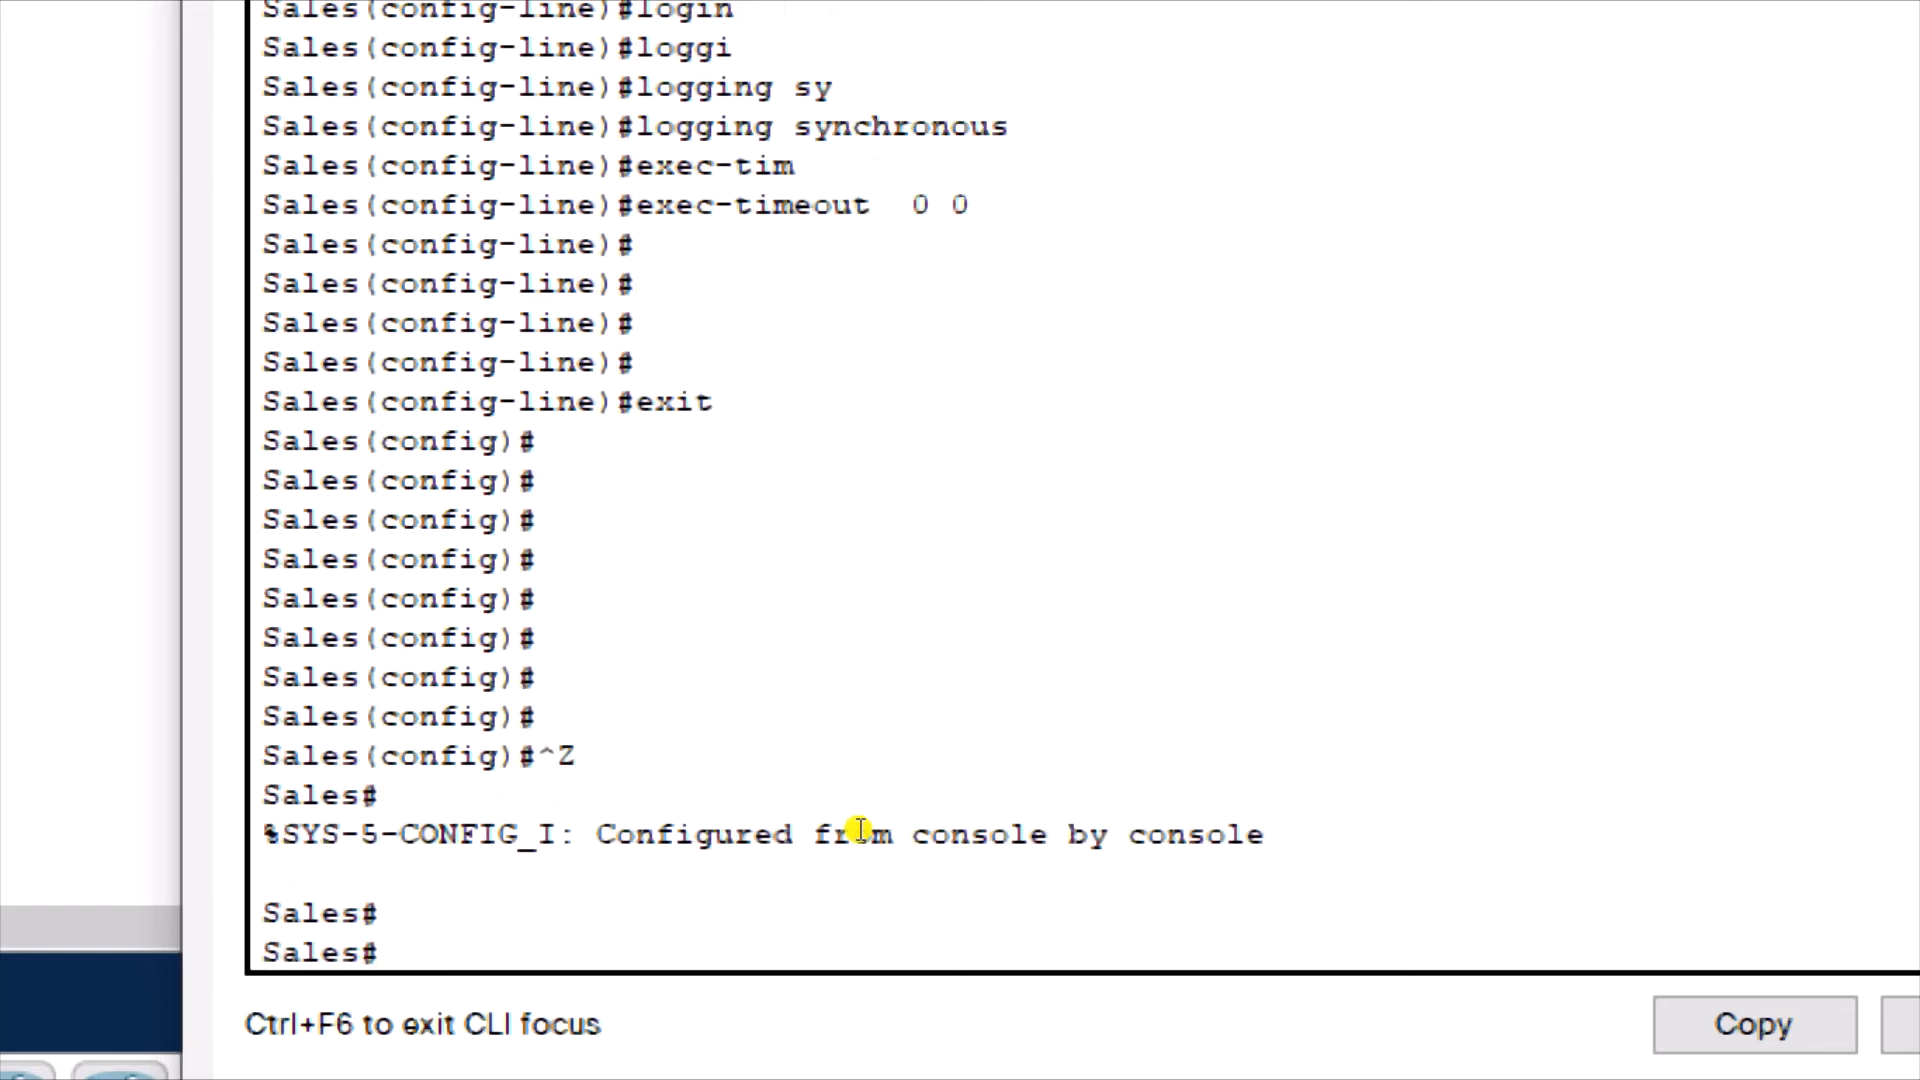 Sales(config-line)#login
Sales(config-line)#loggi
Sales(config-line)#logging sy
Sales(config-line)#logging synchronous
Sales(config-line)#exec-tim
Sales(config-line)#exec-timeout  0 0
Sales(config-line)#
Sales(config-line)#
Sales(config-line)#
Sales(config-line)#
Sales(config-line)#exit
Sales(config)#
Sales(config)#
Sales(config)#
Sales(config)#
Sales(config)#
Sales(config)#
Sales(config)#
Sales(config)#
Sales(config)#^Z
Sales#
%SYS-5-CONFIG_I: Configured from console by console
Sales#
Sales#
Ctrl+F6 to exit CLI focus
Copy